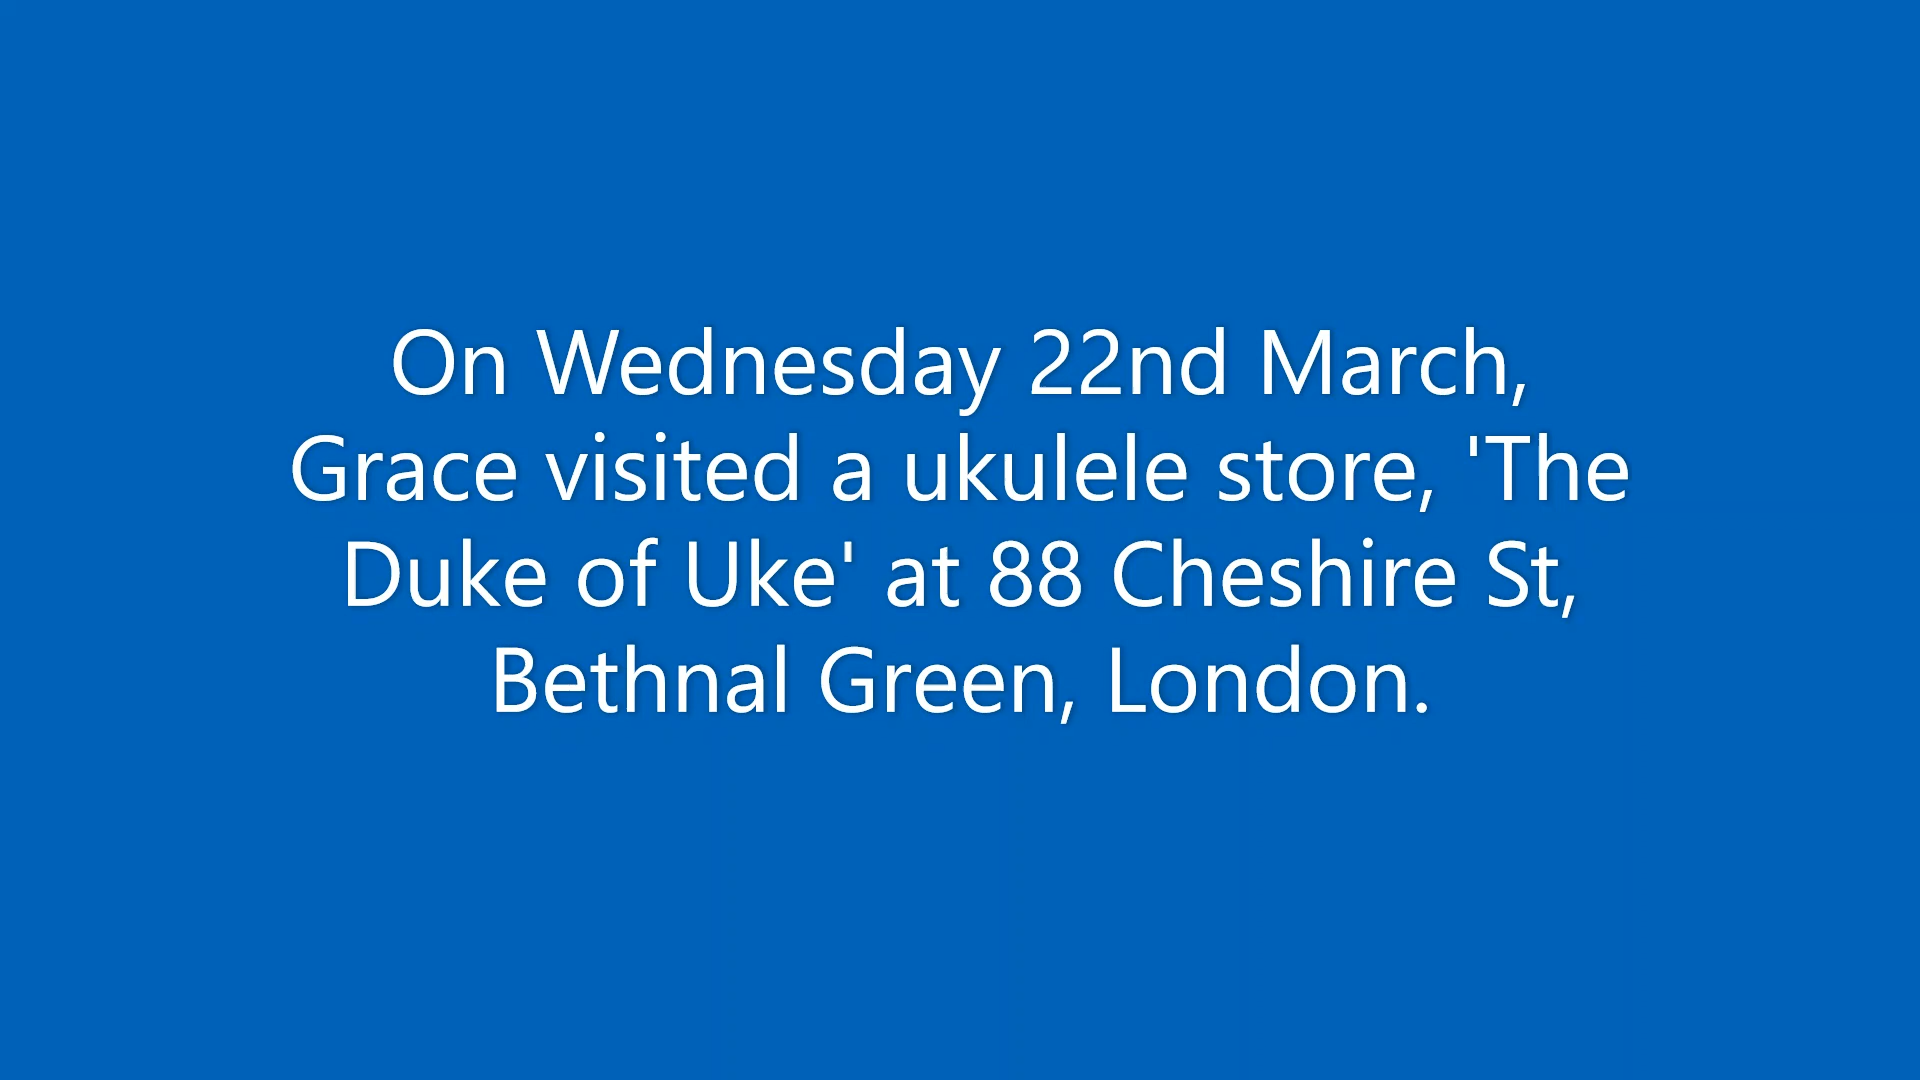 On Wednesday 22nd March,
Grace visited a ukulele store, 'The
Duke of Uke' at 88 Cheshire St,
Bethnal Green, London.